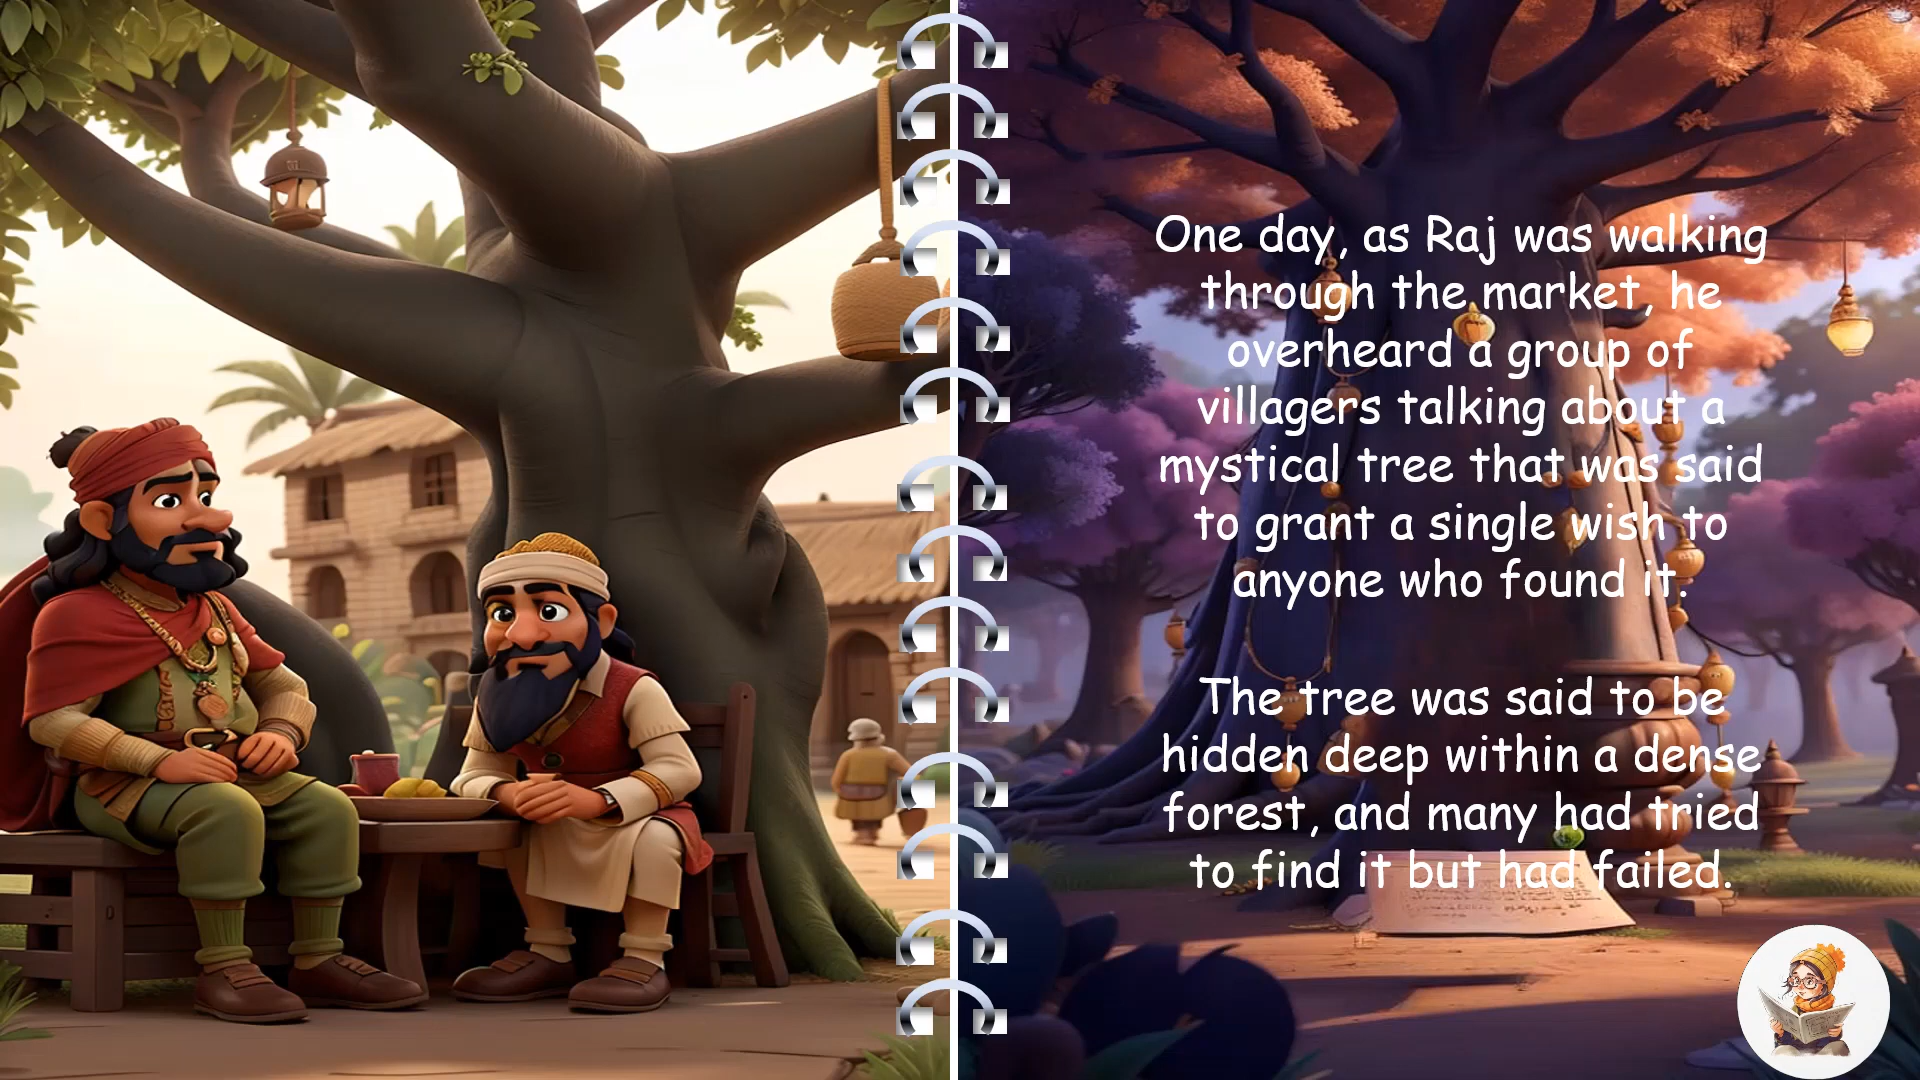 One day, as Raj was walking
through the market, he
overheard a group of
villagers talking about a
mystical tree that was said
to grant a single wish to
anyone who found it.
The tree was said to be
hidden deep within a dense
forest, and many had tried
to find it but had failed.